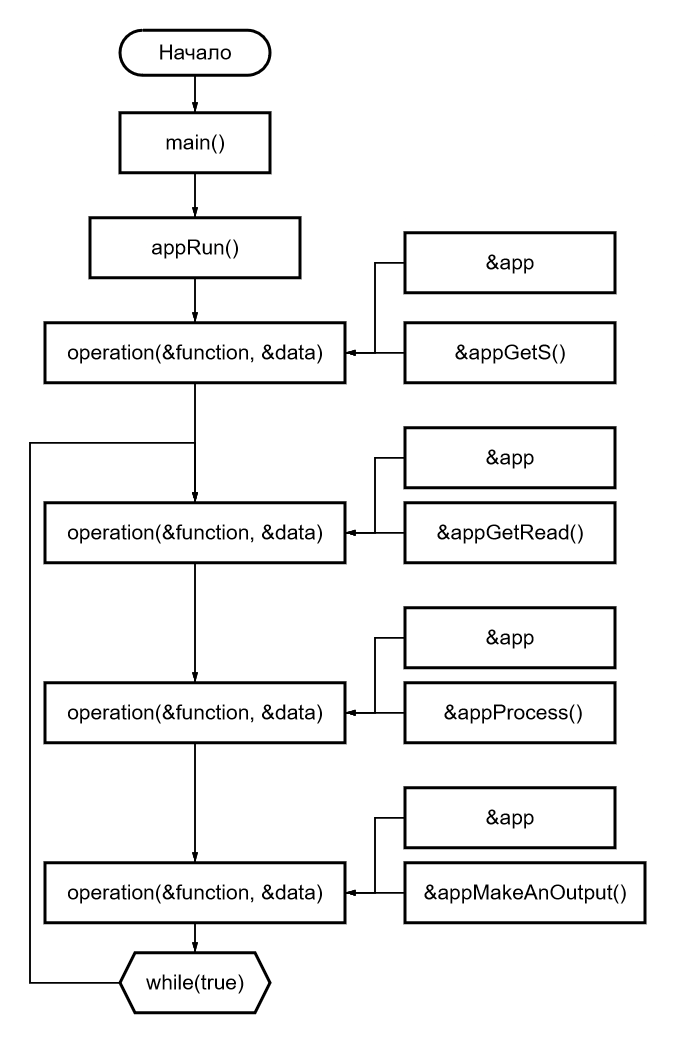 Начало
main()
appRun()
&app
operation(&function, &data)
&appGetS()
&app
operation(&function, &data)
&appGetRead()
&app
operation(&function, &data)
&appProcess()
&app
operation(&function, &data)
&appMakeAnOutput()
while(true)